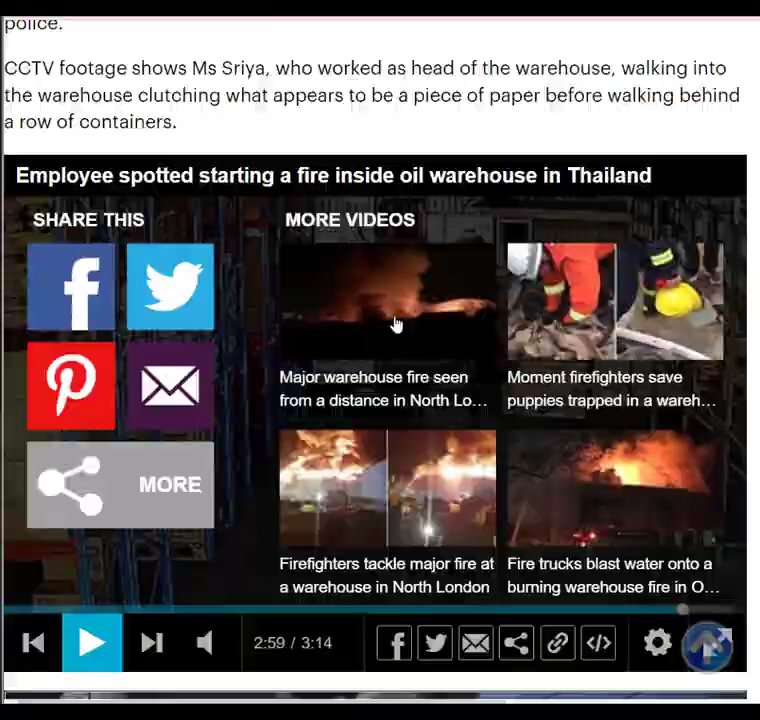 police.
CCTV footage shows Ms Sriya, who worked as head of the warehouse, walking into
the warehouse clutching what appears to be a piece of paper before walking behind
a row of containers.
Employee spotted starting a fire inside oil warehouse in Thailand
SHARE THIS
MORE VIDEOS
Major warehouse fire seen
from a distance in North Lo...
Moment firefighters save
puppies trapped in a wareh...
MORE
Firefighters tackle major fire at
a warehouse in North London
Fire trucks blast water onto a
burning warehouse fire in O...
2:59 / 3:14